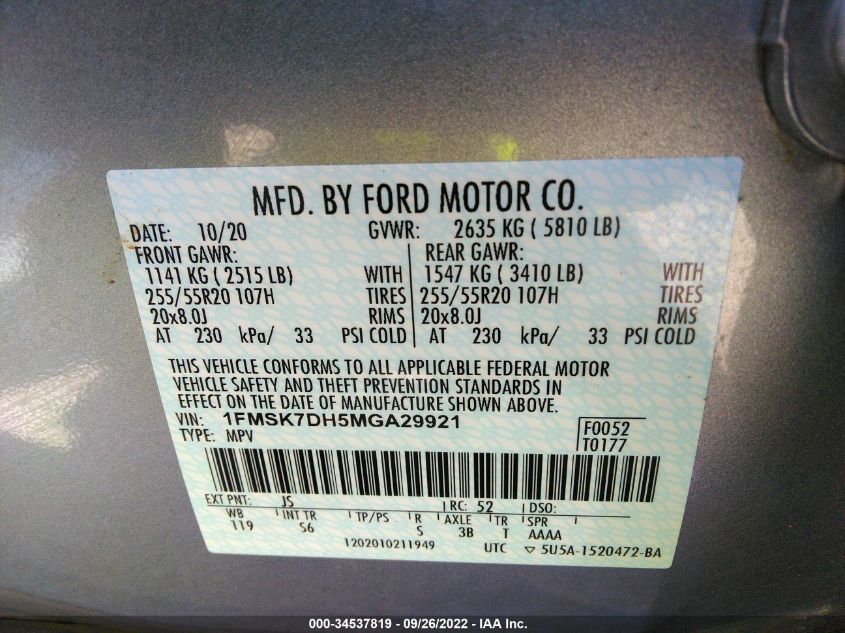 MFD. BY FORD MOTOR CO.
DATE: 10/20 GVWR: 2635 KG ( 5810 LB)
FRONT GAWR: REAR GAWR:
1141 KG ( 2515 LB) WITH 1547 KG ( 3410 LB) WITH
255/55R20 107H TIRES 255/55R20 107H TIRES
20x8.0J RIMS 20x8.0J RIMS
AT 230 kPa/ 33 PSI COLD AT 230 kPa/ 33 PSI COLD
THIS VEHICLE CONFORMS TO ALL APPLICABLE FEDERAL MOTOR
VEHICLE SAFETY AND THEFT PREVENTION STANDARDS IN
EFFECT ON THE DATE OF MANUFACTURE SHOWN ABOVE.
VIN: 1FMSK7DH5MGA29921 F0052
TYPE: MPV T0177
EXT PNT: JS RC: 52 DSO:
WB INT TR TP/PS R AXLE TR SPR
119 S6 S 3B T AAAA
1202010211949 UTC ▽ 5U5A-1520472-BA
000-34537819 - 09/26/2022 - IAA Inc.